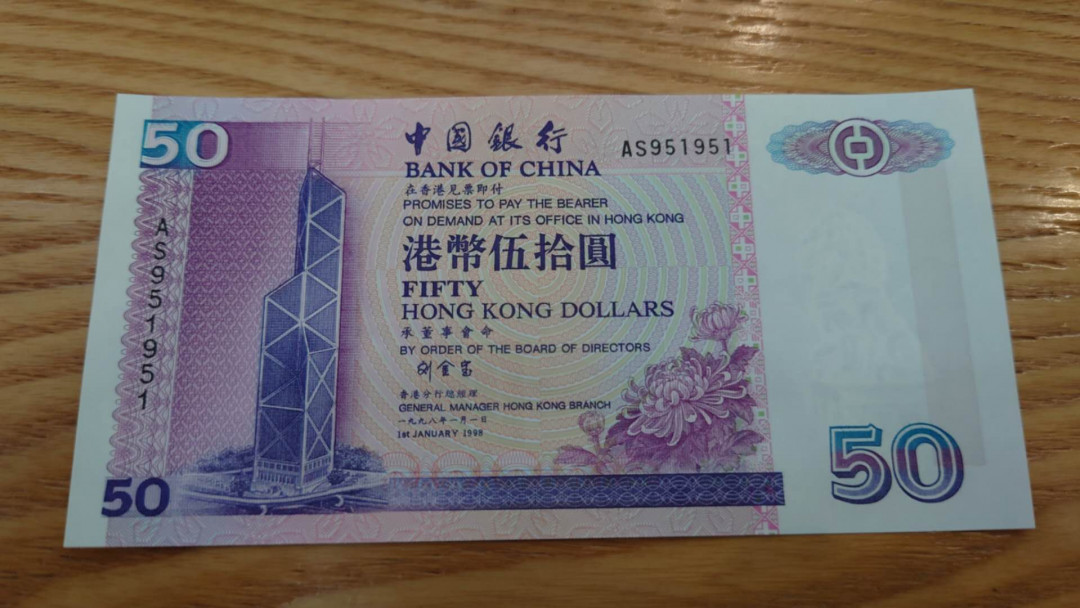 50
中國銀行
AS951951
BANK OF CHINA
在香港見票即付
PROMISES TO PAY THE BEARER
ON DEMAND AT ITS OFFICE IN HONG KONG
港幣伍拾圓
FIFTY
HONG KONG DOLLARS
承董事會命
BY ORDER OF THE BOARD OF DIRECTORS
香港分行總經理
GENERAL MANAGER HONG KONG BRANCH
一九九八年一月一日
1st JANUARY 1998
AS951951
50
50